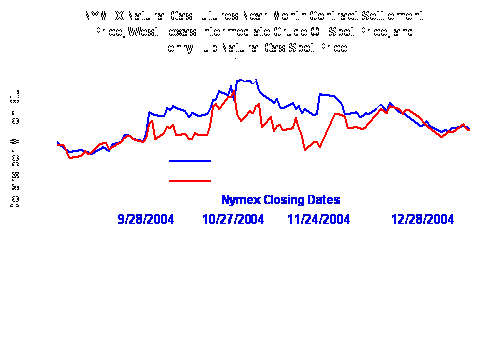 NYMEX Natural Gas Futures Near-Month Contract Settlement
Price, West Texas Intermediate Crude Oil Spot Price, and
Henry Hub Natural Gas Spot Price
Nymex Closing Dates
9/28/2004 10/27/2004 11/24/2004 12/28/2004